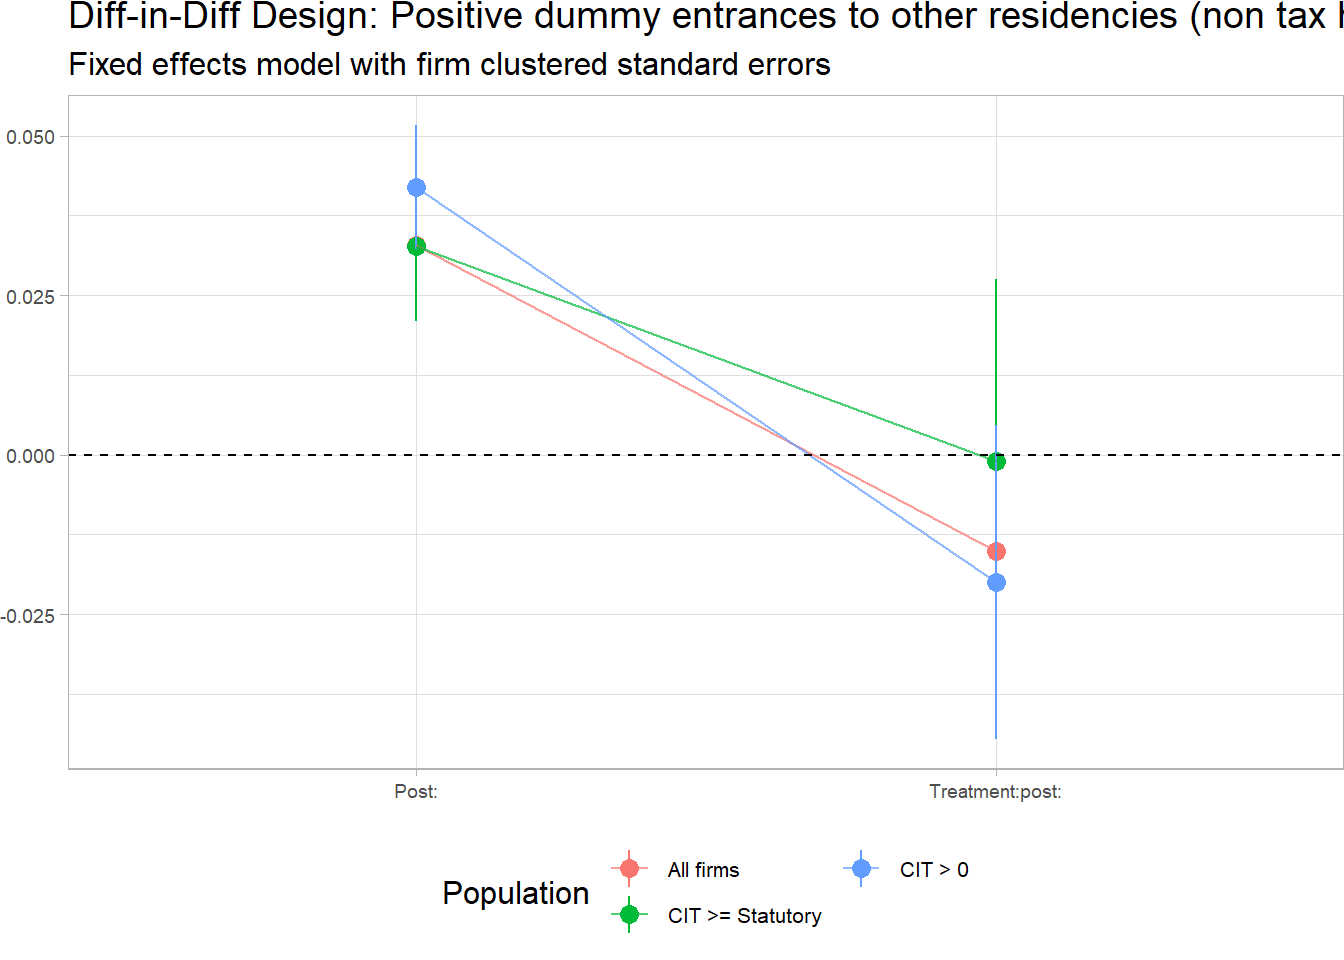 Diff-in-Diff Design: Positive dummy entrances to other residencies (non tax
Fixed effects model with firm clustered standard errors
0.050
0.025
0.000
-0.025
Post:
Treatment:post:
Population
All firms
CIT > 0
CIT >= Statutory